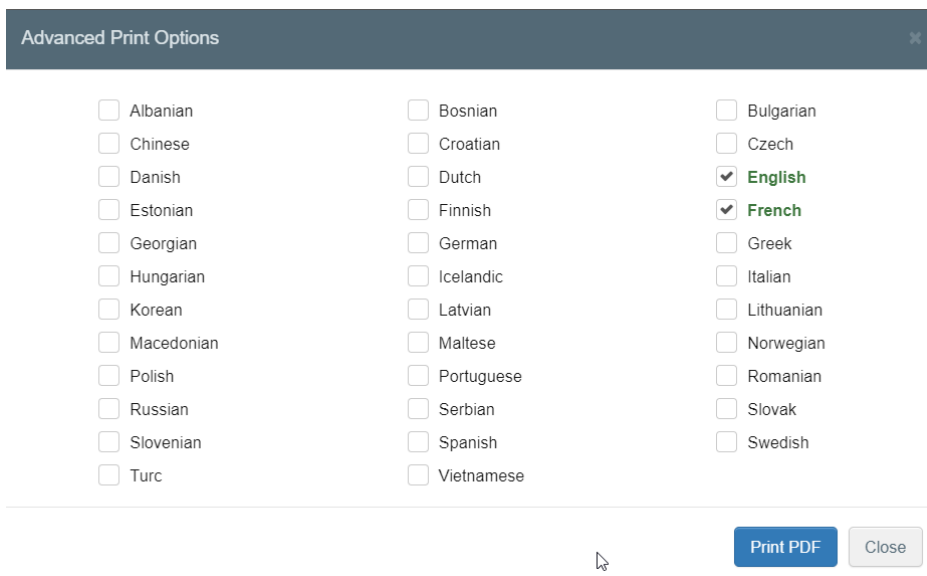 Advanced Print Options
Albanian Bosnian Bulgarian
Chinese Croatian Czech
Danish Dutch English
Estonian Finnish French
Georgian German Greek
Hungarian Icelandic Italian
Korean Latvian Lithuanian
Macedonian Maltese Norwegian
Polish Portuguese Romanian
Russian Serbian Slovak
Slovenian Spanish Swedish
Turc Vietnamese
Print PDF Close